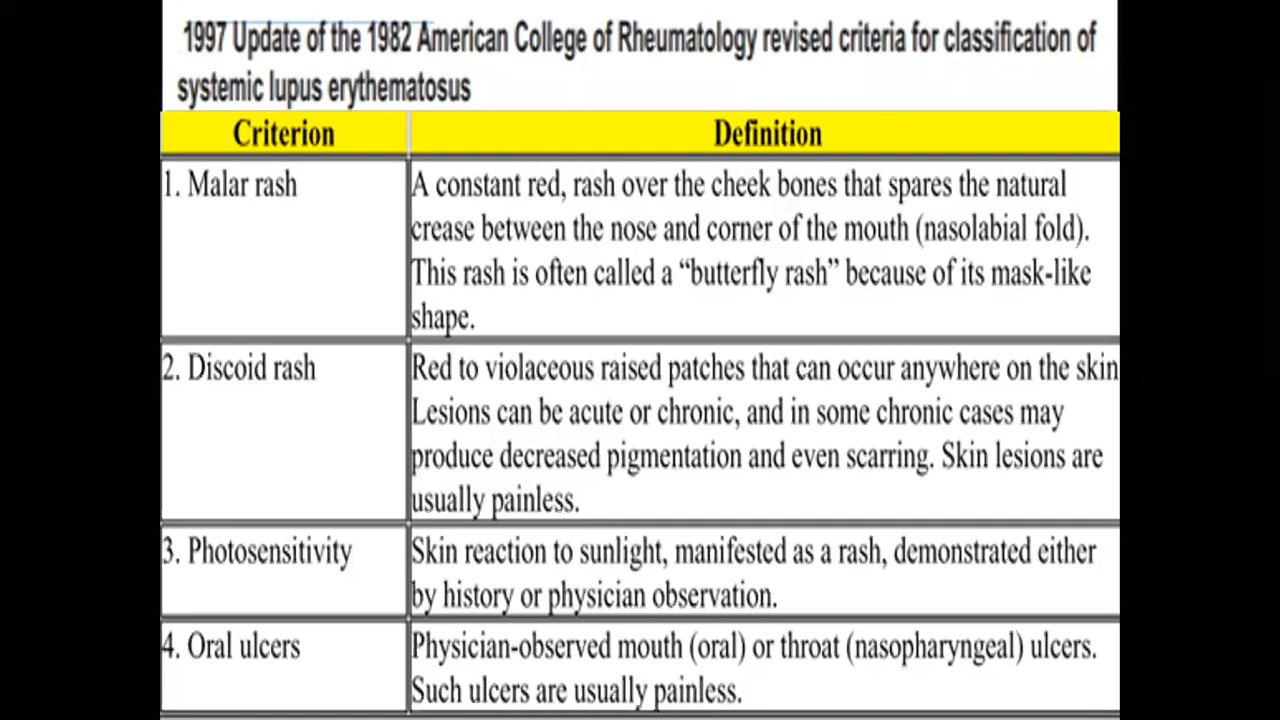 1997 Update of the 1982 American College of Rheumatology revised criteria for classification of
systemic lupus erythematosus
Criterion Definition
1. Malar rash
A constant red, rash over the cheek bones that spares the natural
crease between the nose and corner of the mouth (nasolabial fold).
This rash is often called a “butterfly rash” because of its mask-like
shape.
2. Discoid rash
Red to violaceous raised patches that can occur anywhere on the skin
Lesions can be acute or chronic, and in some chronic cases may
produce decreased pigmentation and even scarring. Skin lesions are
usually painless.
3. Photosensitivity
Skin reaction to sunlight, manifested as a rash, demonstrated either
by history or physician observation.
4. Oral ulcers
Physician-observed mouth (oral) or throat (nasopharyngeal) ulcers.
Such ulcers are usually painless.